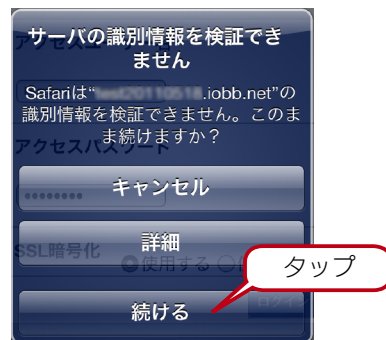 サーバの識別情報を検証でき
ません
Safariは“.iobb.net”の
識別情報を検証できません。このま
ま続けますか？
アクセスパスワード
キャンセル
••••••••
詳細
SSL暗号化
使用する
タップ
続ける
ログイン